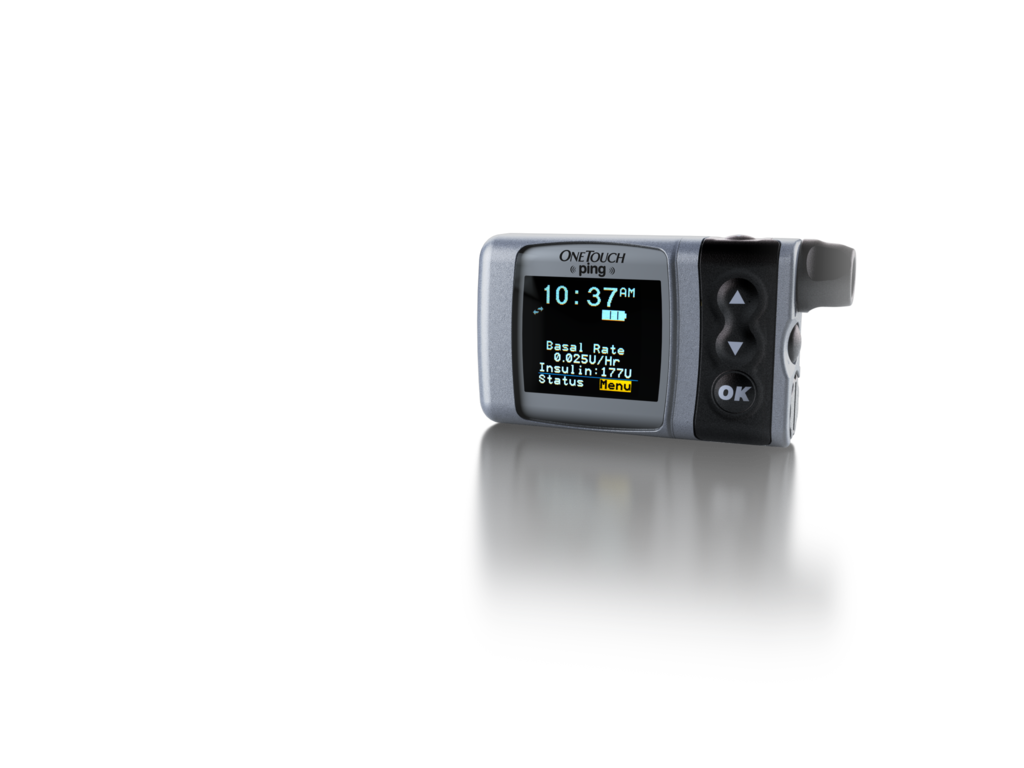 OneTouch
ping
10:37AM
Basal Rate
0.025U/Hr
Insulin:177U
Status Menu
OK